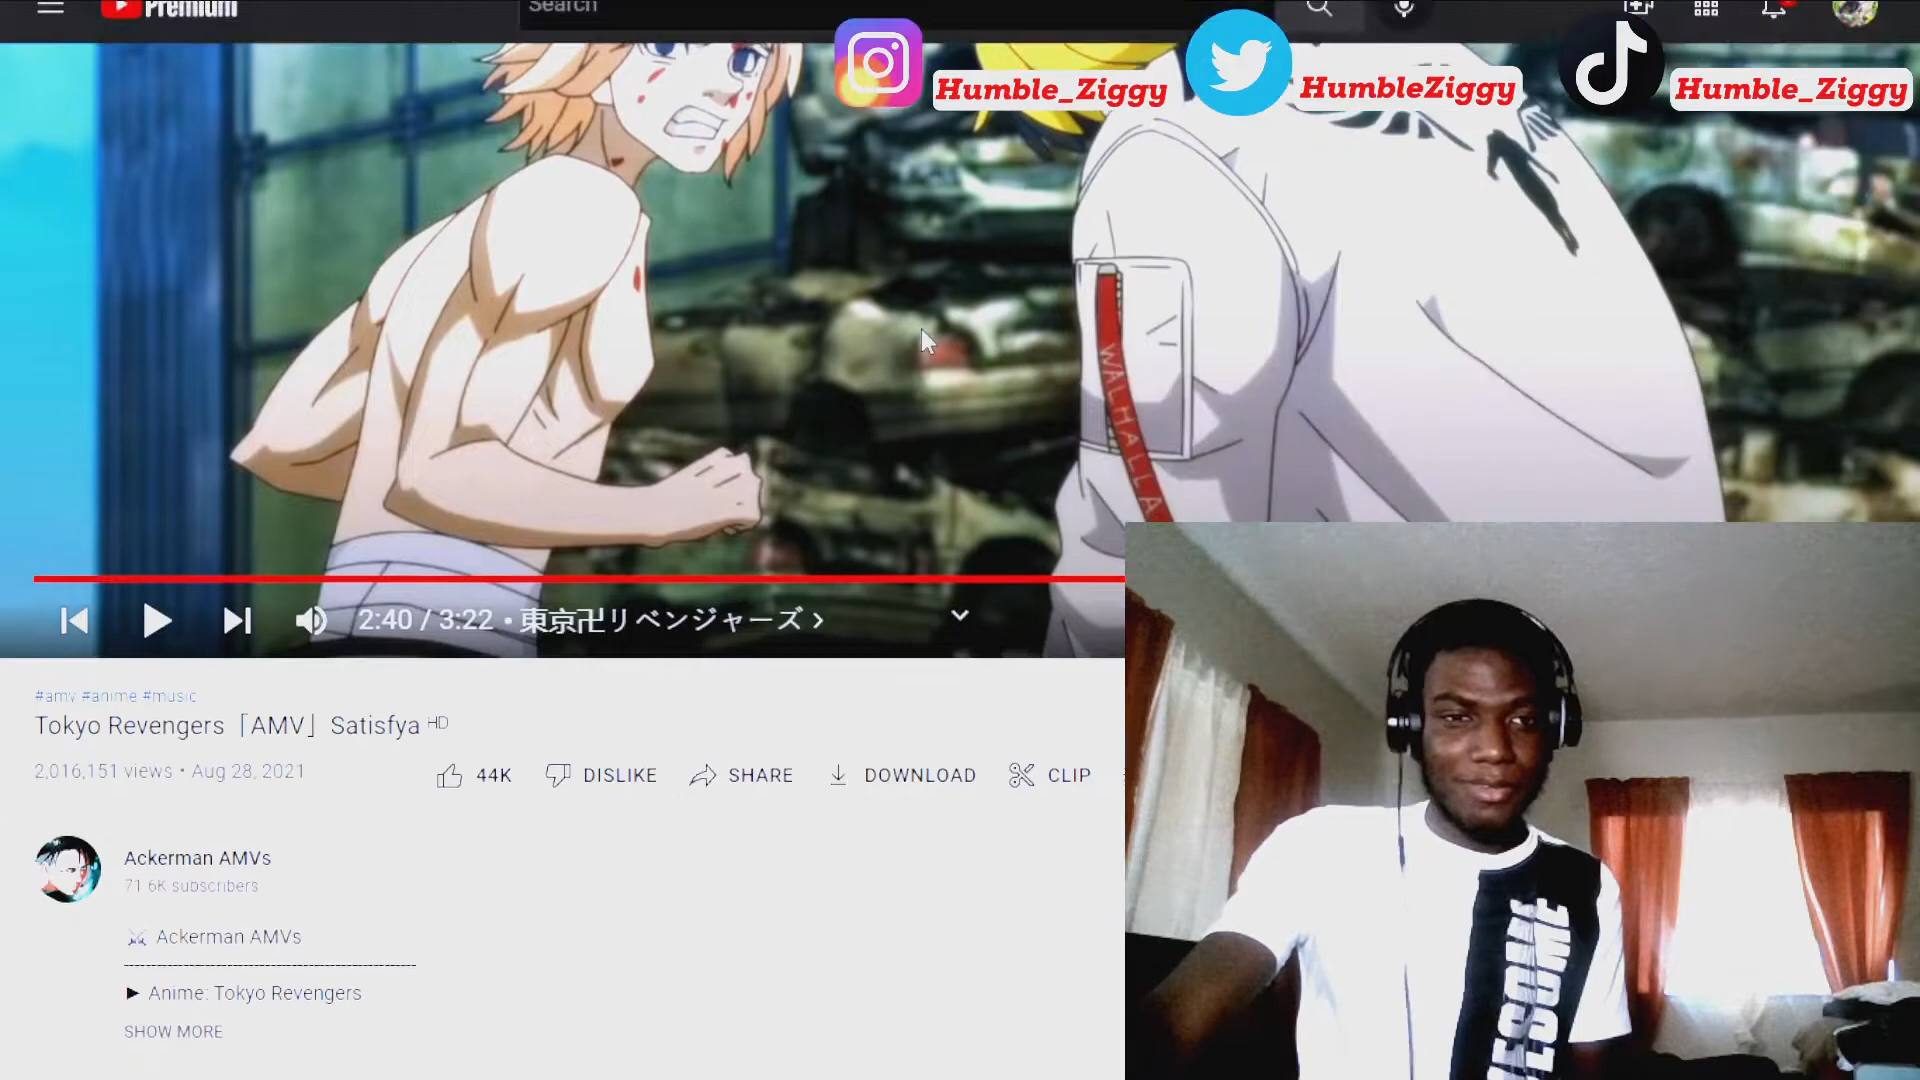 Premium
Search
Humble_Ziggy
HumbleZiggy
Humble_Ziggy
WALHALLA
2:40 / 3:22 • 東京卍リベンジャーズ ›
#amv #anime #music
Tokyo Revengers「AMV」Satisfya ᴴᴰ
2,016,151 views • Aug 28, 2021
44K DISLIKE SHARE DOWNLOAD CLIP
Ackerman AMVs
71.6K subscribers
⚔ Ackerman AMVs
► Anime: Tokyo Revengers
SHOW MORE